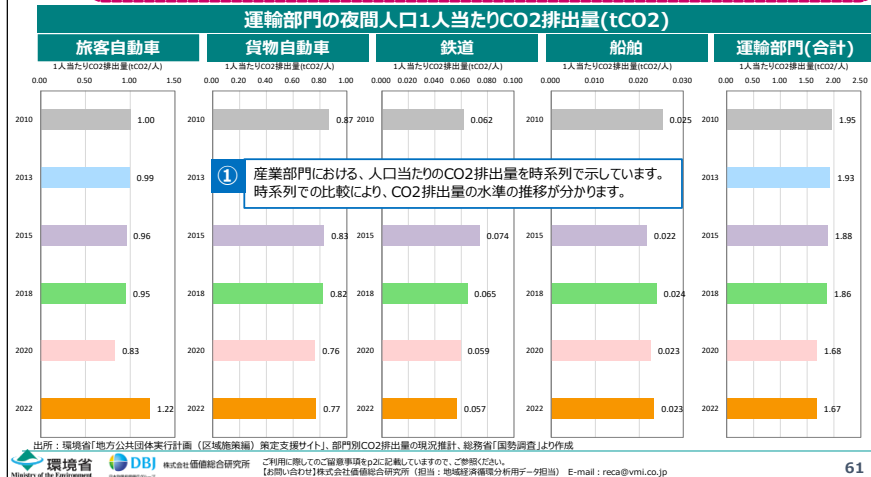 運輸部門の夜間人口1人当たりCO2排出量(tCO2)
旅客自動車
1人当たりCO2排出量(tCO2/人)
0.00 0.50 1.00 1.50
2010 1.00
2013 0.99
2015 0.96
2018 0.95
2020 0.83
2022 1.22
貨物自動車
1人当たりCO2排出量(tCO2/人)
0.00 0.20 0.40 0.60 0.80 1.00
2010 0.87
2013
2015 0.83
2018 0.82
2020 0.76
2022 0.77
鉄道
1人当たりCO2排出量(tCO2/人)
0.000 0.020 0.040 0.060 0.080 0.100
2010 0.062
2015 0.074
2018 0.065
2020 0.059
2022 0.057
船舶
1人当たりCO2排出量(tCO2/人)
0.000 0.010 0.020 0.030
2010 0.025
2015 0.022
2018 0.024
2020 0.023
2022 0.023
運輸部門(合計)
1人当たりCO2排出量(tCO2/人)
0.00 0.50 1.00 1.50 2.00 2.50
2010 1.95
2013 1.93
2015 1.88
2018 1.86
2020 1.68
2022 1.67
① 産業部門における、人口当たりのCO2排出量を時系列で示しています。
時系列での比較により、CO2排出量の水準の推移が分かります。
出所：環境省「地方公共団体実行計画（区域施策編）策定支援サイト」、部門別CO2排出量の現況推計、総務省「国勢調査」より作成
環境省
Ministry of the Environment
DBJ
株式会社価値総合研究所
ご利用に際してのご留意事項をp2に記載していますので、ご参照ください。
【お問い合わせ】株式会社価値総合研究所（担当：地域経済循環分析用データ担当） E-mail：reca@vmi.co.jp
61